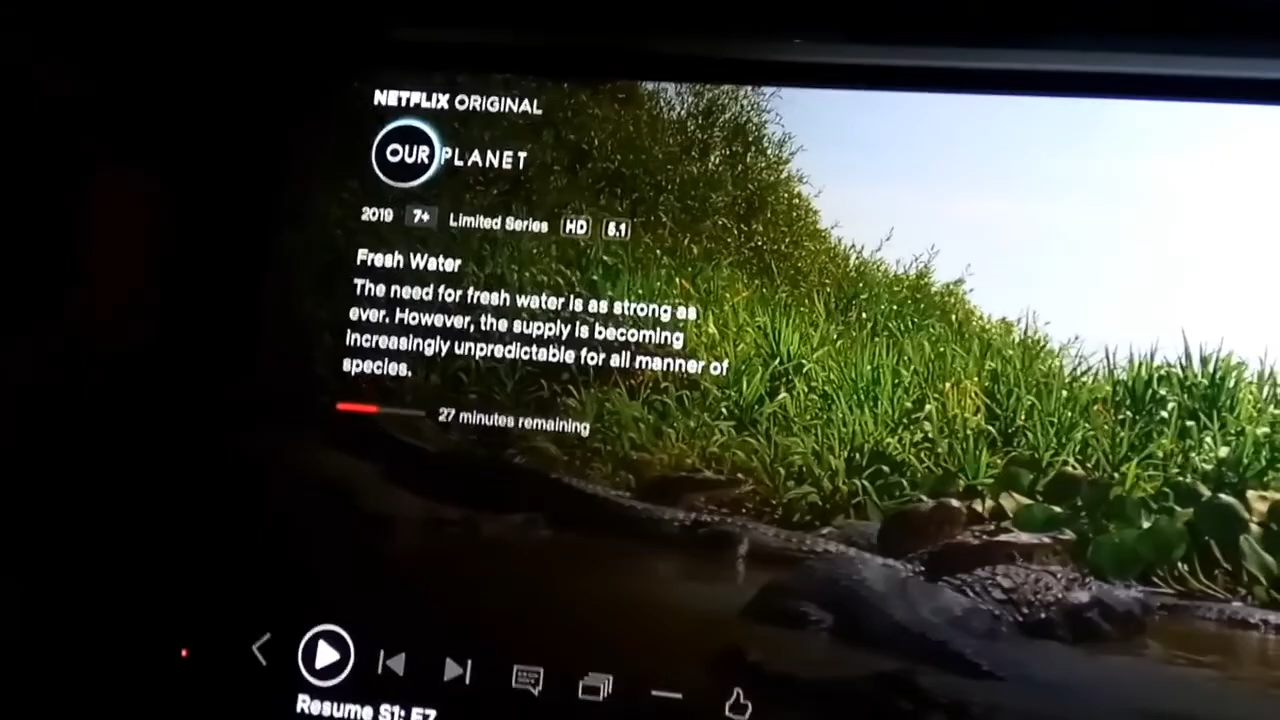 NETFLIX ORIGINAL
OUR PLANET
2019 7+ Limited Series HD 5.1
Fresh Water
The need for fresh water is as strong as
ever. However, the supply is becoming
increasingly unpredictable for all manner of
species.
27 minutes remaining
Resume S1: E7